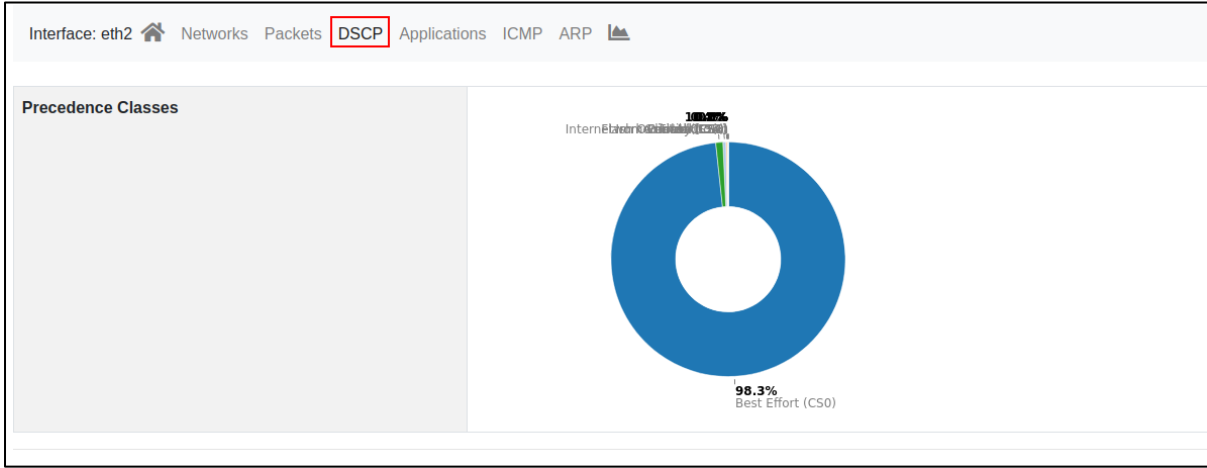 Interface: eth2 Networks Packets DSCP Applications ICMP ARP
Precedence Classes
98.3%
Best Effort (CS0)